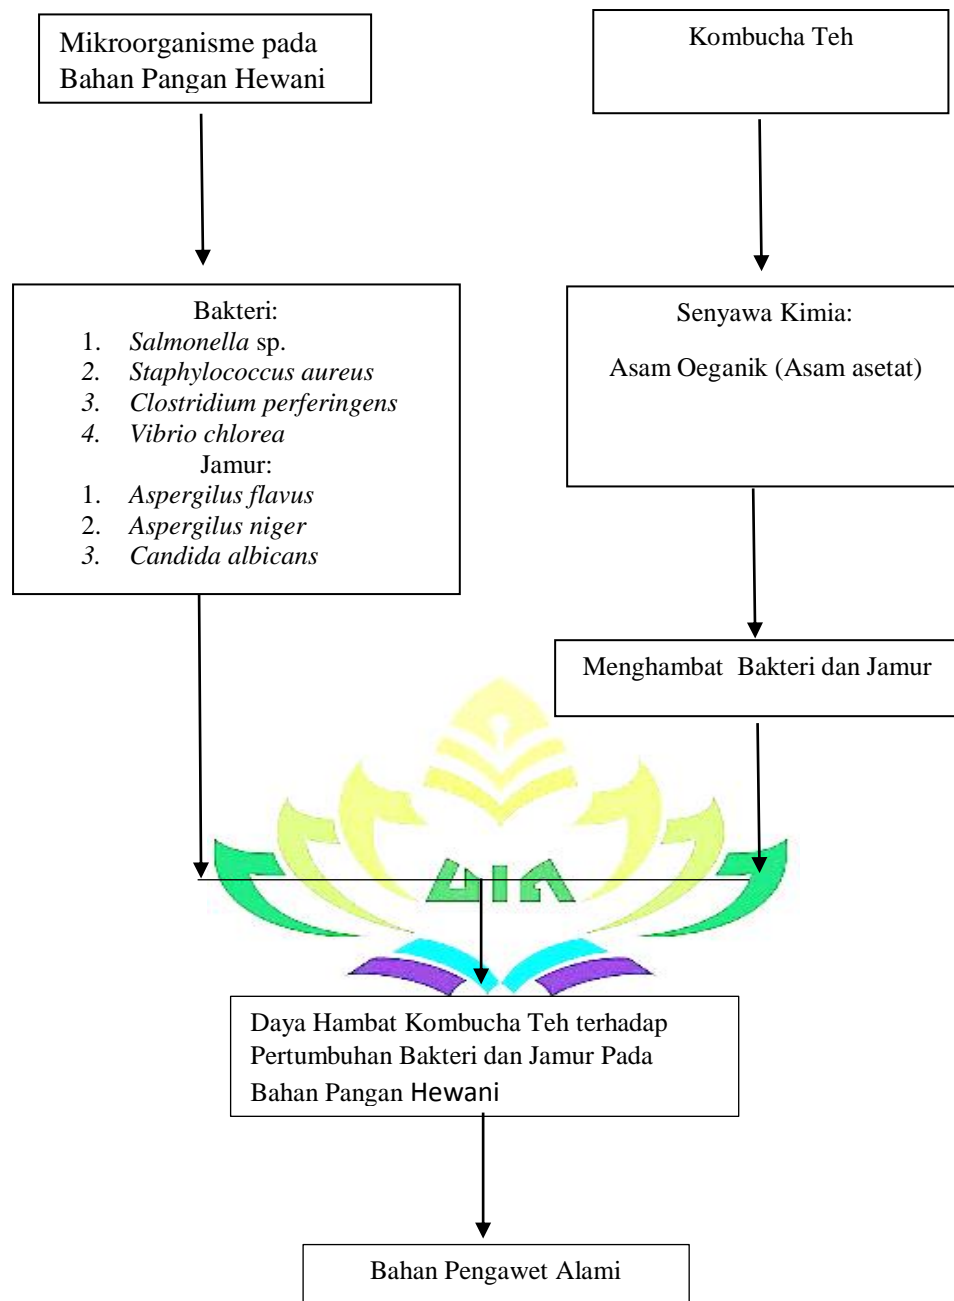 Mikroorganisme pada
Bahan Pangan Hewani
Kombucha Teh
Bakteri:
1. Salmonella sp.
2. Staphylococcus aureus
3. Clostridium perferingens
4. Vibrio chlorea
Jamur:
1. Aspergilus flavus
2. Aspergilus niger
3. Candida albicans
Senyawa Kimia:
Asam Oeganik (Asam asetat)
Menghambat Bakteri dan Jamur
UIN
Daya Hambat Kombucha Teh terhadap
Pertumbuhan Bakteri dan Jamur Pada
Bahan Pangan Hewani
Bahan Pengawet Alami